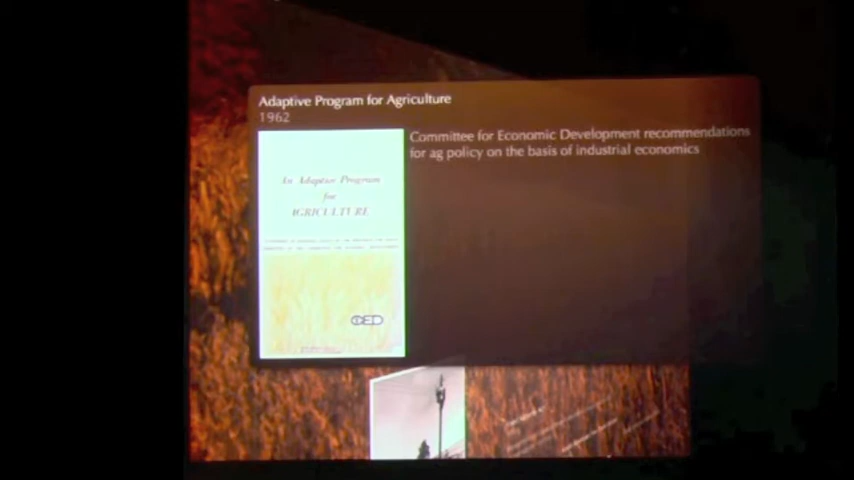 Adaptive Program for Agriculture
1962
Committee for Economic Development recommendations
for ag policy on the basis of industrial economics
An Adaptive Program
for
AGRICULTURE
CED